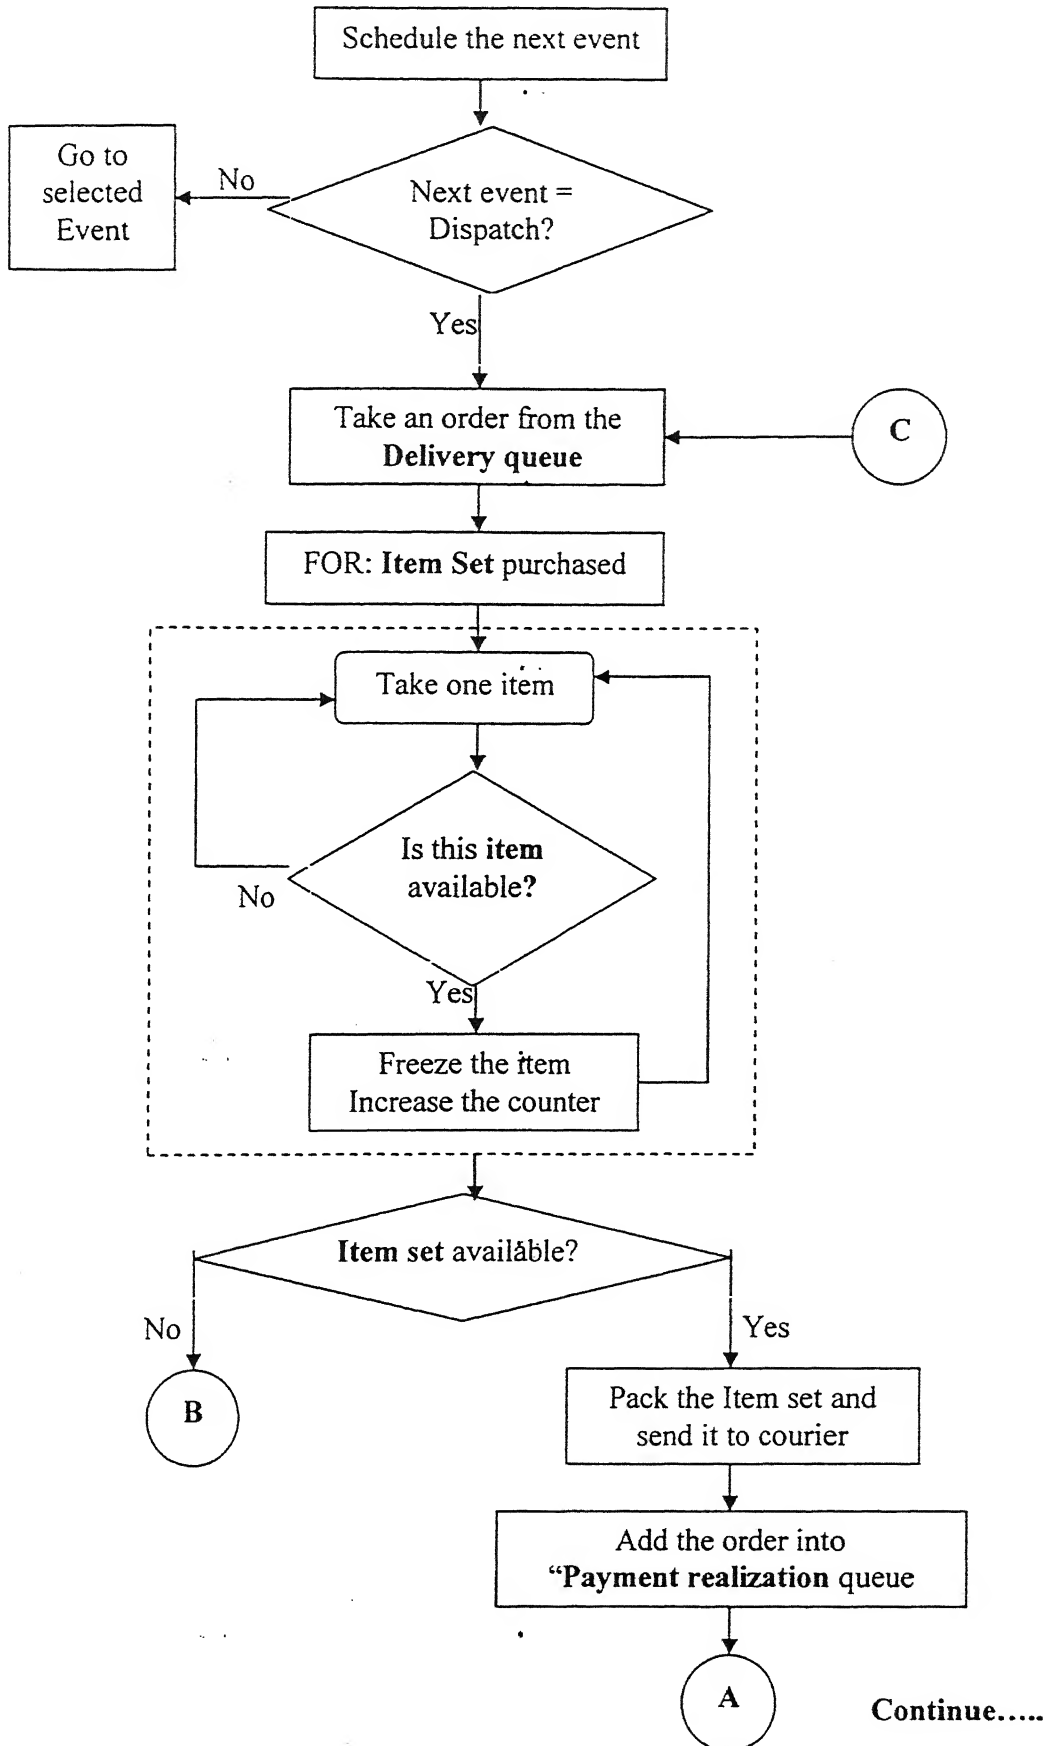 Schedule the next event
Go to
selected
Event
No
Next event =
Dispatch?
Yes
Take an order from the
Delivery queue
C
FOR: Item Set purchased
Take one item
Is this item
available?
No
Yes
Freeze the item
Increase the counter
Item set available?
No
Yes
B
Pack the Item set and
send it to courier
Add the order into
“Payment realization queue
A
Continue.....